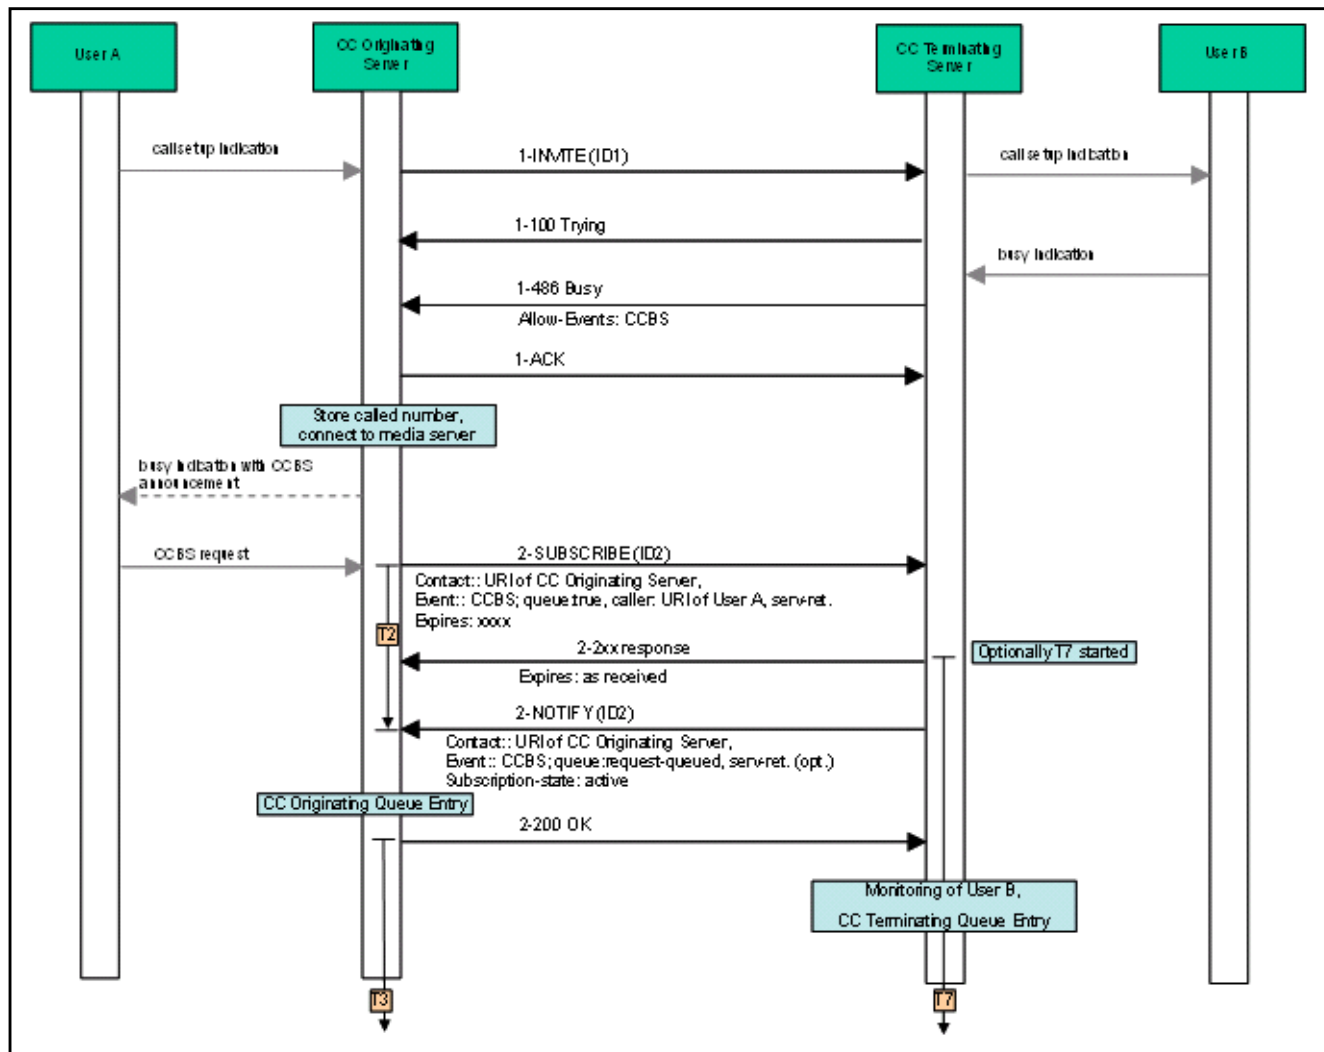 User A
CC Originating
Server
CC Terminating
Server
User B
call setup indication
1-INVITE (ID1)
call setup indication
1-100 Trying
busy indication
1-486 Busy
Allow-Events: CCBS
1-ACK
Store called number,
connect to media server
busy indication with CCBS
announcement
CCBS request
2-SUBSCRIBE (ID2)
Contact:: URI of CC Originating Server,
Event:: CCBS; queue:true, caller: URI of User A, serv-ret.
Expires: xxxx
T2
2-2xx response
Optionally T7 started
Expires: as received
2-NOTIFY (ID2)
Contact:: URI of CC Originating Server,
Event:: CCBS; queue:request-queued, serv-ret. (opt.)
Subscription-state: active
CC Originating Queue Entry
2-200 OK
Monitoring of User B,
CC Terminating Queue Entry
T3
T7